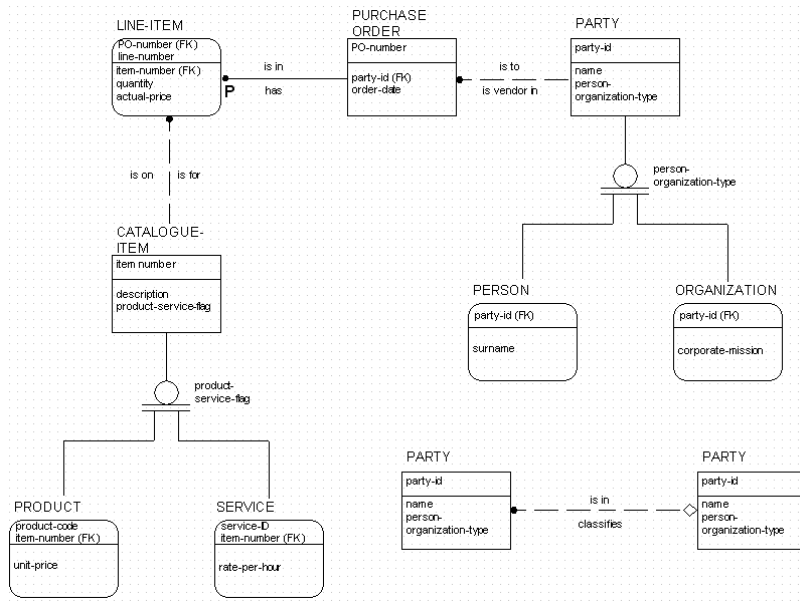 LINE-ITEM
PO-number (FK)
line-number
item-number (FK)
quantity
actual-price
P
is in
has
PURCHASE
ORDER
PO-number
party-id (FK)
order-date
is to
is vendor in
PARTY
party-id
name
person-
organization-type
person-
organization-type
is on
is for
CATALOGUE-
ITEM
item number
description
product-service-flag
PERSON
party-id (FK)
surname
ORGANIZATION
party-id (FK)
corporate-mission
product-
service-flag
PRODUCT
product-code
item-number (FK)
unit-price
SERVICE
service-ID
item-number (FK)
rate-per-hour
PARTY
party-id
name
person-
organization-type
is in
classifies
PARTY
party-id
name
person-
organization-type